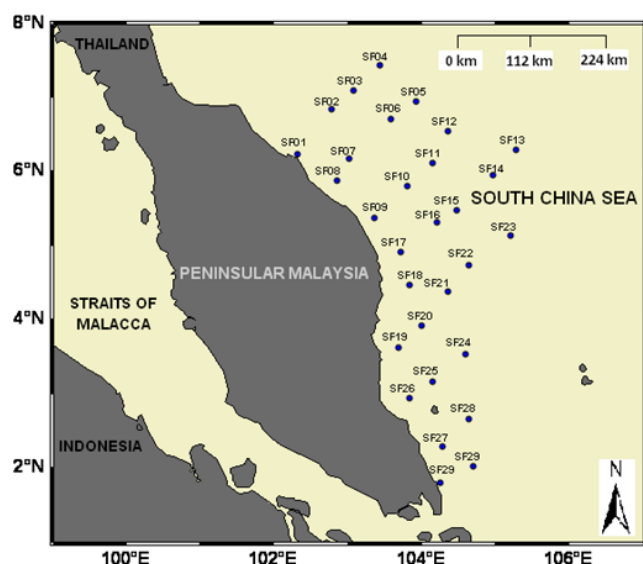 8°N
THAILAND
SF04
0 km 112 km 224 km
SF03
SF05
SF02
SF06
SF12
SF01
SF07
SF13
SF11
6°N
SF08
SF10
SF14
SOUTH CHINA SEA
SF09
SF15
SF16
SF23
SF17
SF22
PENINSULAR MALAYSIA
SF18
SF21
STRAITS OF
MALACCA
4°N
SF20
SF19
SF24
SF25
SF26
SF28
INDONESIA
SF27
2°N
SF29
SF29
N
100°E 102°E 104°E 106°E